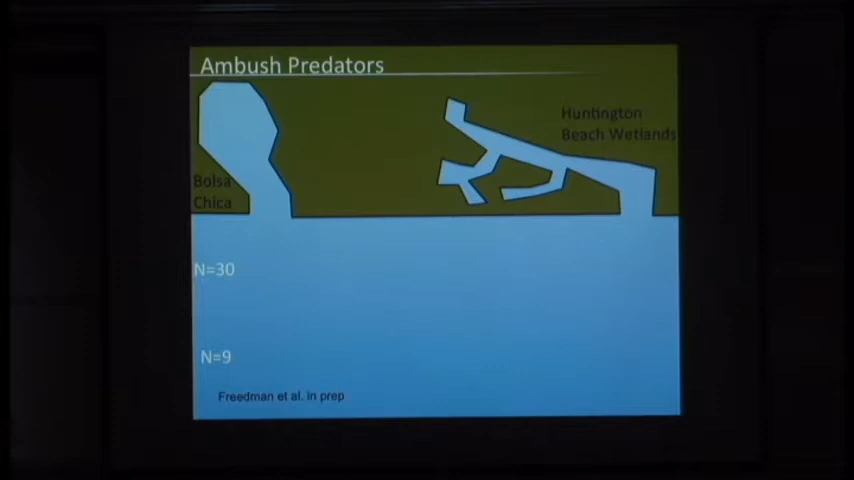 Ambush Predators
Huntington
Beach Wetlands
Bolsa
Chica
N=30
N=9
Freedman et al. in prep